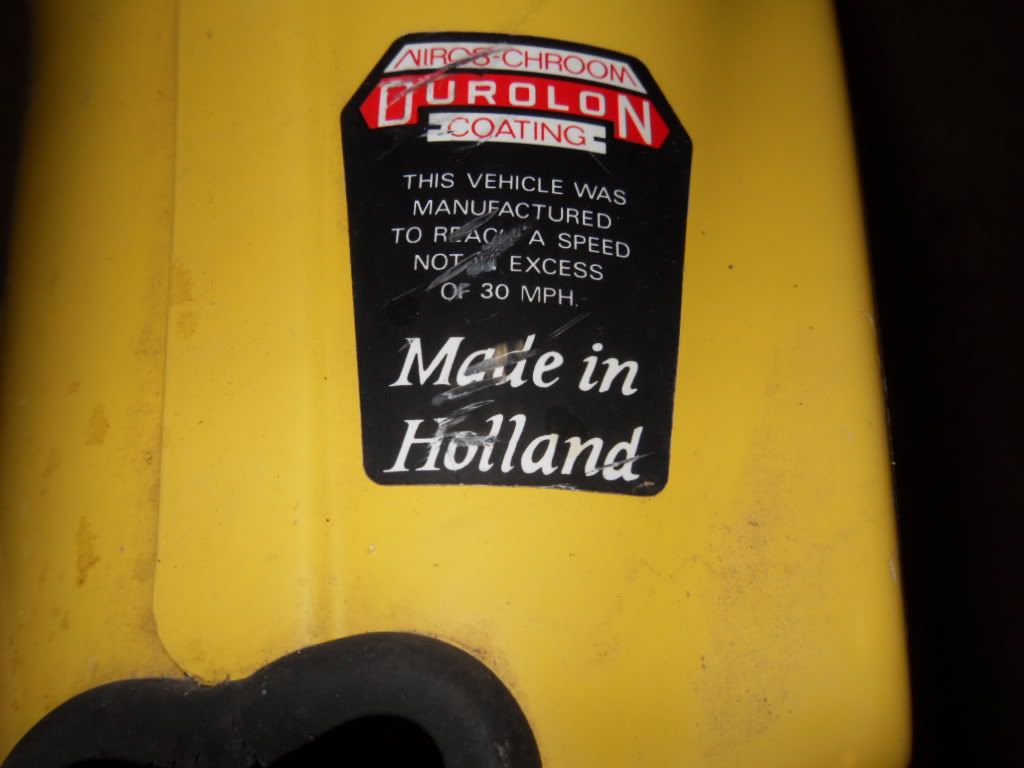 NIROS-CHROOM
DUROLON
COATING
THIS VEHICLE WAS
MANUFACTURED
TO REACH A SPEED
NOT IN EXCESS
OF 30 MPH.
Made in
Holland